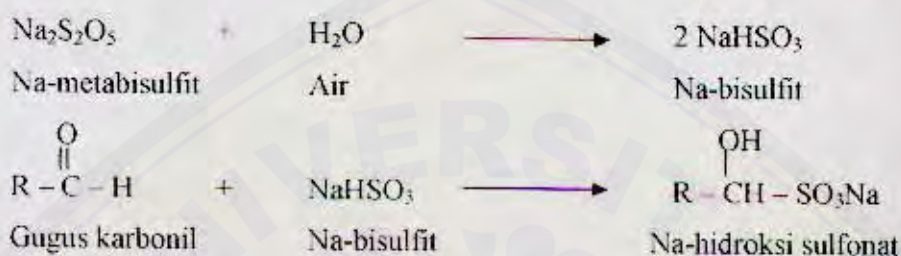 Na₂S₂O₅ + H₂O → 2 NaHSO₃
Na-metabisulfit Air Na-bisulfit
O OH
R – C – H + NaHSO₃ → R – CH – SO₃Na
Gugus karbonil Na-bisulfit Na-hidroksi sulfonat